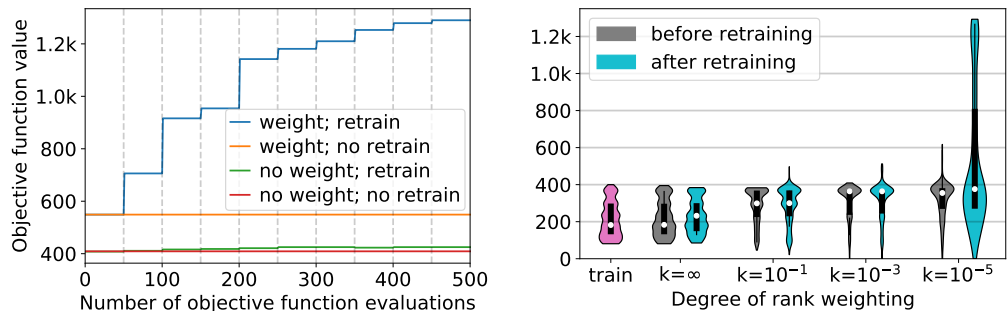 Objective function value
1.2k
1.0k
800
600
400
0 100 200 300 400 500
Number of objective function evaluations
weight; retrain
weight; no retrain
no weight; retrain
no weight; no retrain
1.2k
1.0k
800
600
400
200
0
before retraining
after retraining
train k=∞ k=10⁻¹ k=10⁻³ k=10⁻⁵
Degree of rank weighting